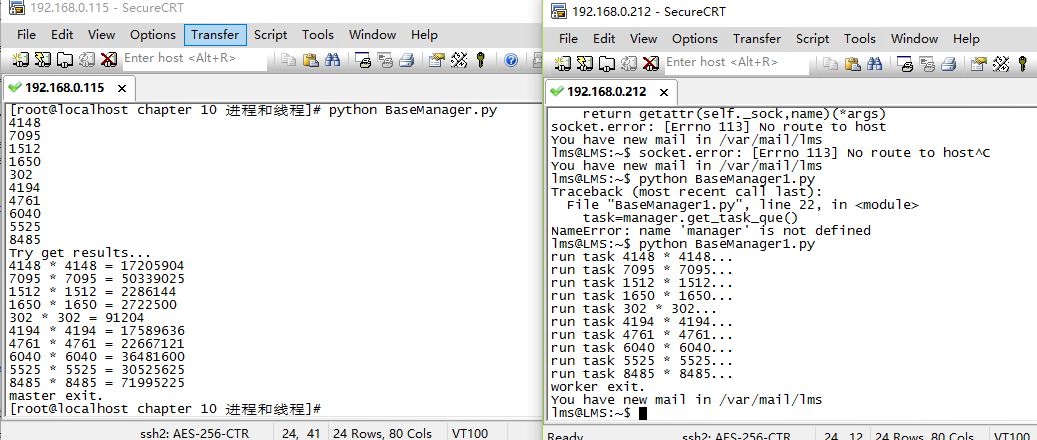 192.168.0.115 - SecureCRT
File Edit View Options Transfer Script Tools Window Help
Enter host <Alt+R>
192.168.0.115 ×
[root@localhost chapter 10 进程和线程]# python BaseManager.py
4148
7095
1512
1650
302
4194
4761
6040
5525
8485
Try get results...
4148 * 4148 = 17205904
7095 * 7095 = 50339025
1512 * 1512 = 2286144
1650 * 1650 = 2722500
302 * 302 = 91204
4194 * 4194 = 17589636
4761 * 4761 = 22667121
6040 * 6040 = 36481600
5525 * 5525 = 30525625
8485 * 8485 = 71995225
master exit.
[root@localhost chapter 10 进程和线程]#
ssh2: AES-256-CTR 24, 41 24 Rows, 80 Cols VT100
192.168.0.212 - SecureCRT
File Edit View Options Transfer Script Tools Window Help
Enter host <Alt+R>
192.168.0.212 ×
return getattr(self._sock,name)(*args)
socket.error: [Errno 113] No route to host
You have new mail in /var/mail/lms
lms@LMS:~$ socket.error: [Errno 113] No route to host^C
You have new mail in /var/mail/lms
lms@LMS:~$ python BaseManager1.py
Traceback (most recent call last):
File "BaseManager1.py", line 22, in <module>
task=manager.get_task_que()
NameError: name 'manager' is not defined
lms@LMS:~$ python BaseManager1.py
run task 4148 * 4148...
run task 7095 * 7095...
run task 1512 * 1512...
run task 1650 * 1650...
run task 302 * 302...
run task 4194 * 4194...
run task 4761 * 4761...
run task 6040 * 6040...
run task 5525 * 5525...
run task 8485 * 8485...
worker exit.
You have new mail in /var/mail/lms
lms@LMS:~$
Ready ssh2: AES-256-CTR 24, 12 24 Rows, 80 Cols VT100